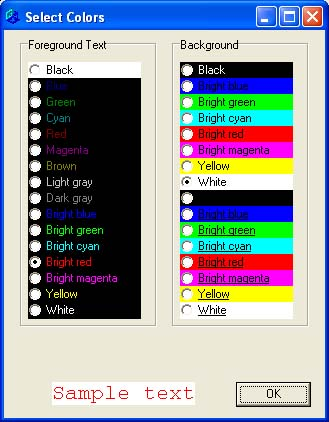 Select Colors
Foreground Text
Black
Blue
Green
Cyan
Red
Magenta
Brown
Light gray
Dark gray
Bright blue
Bright green
Bright cyan
Bright red
Bright magenta
Yellow
White
Background
Black
Bright blue
Bright green
Bright cyan
Bright red
Bright magenta
Yellow
White
Bright blue
Bright green
Bright cyan
Bright red
Bright magenta
Yellow
White
Sample text
OK